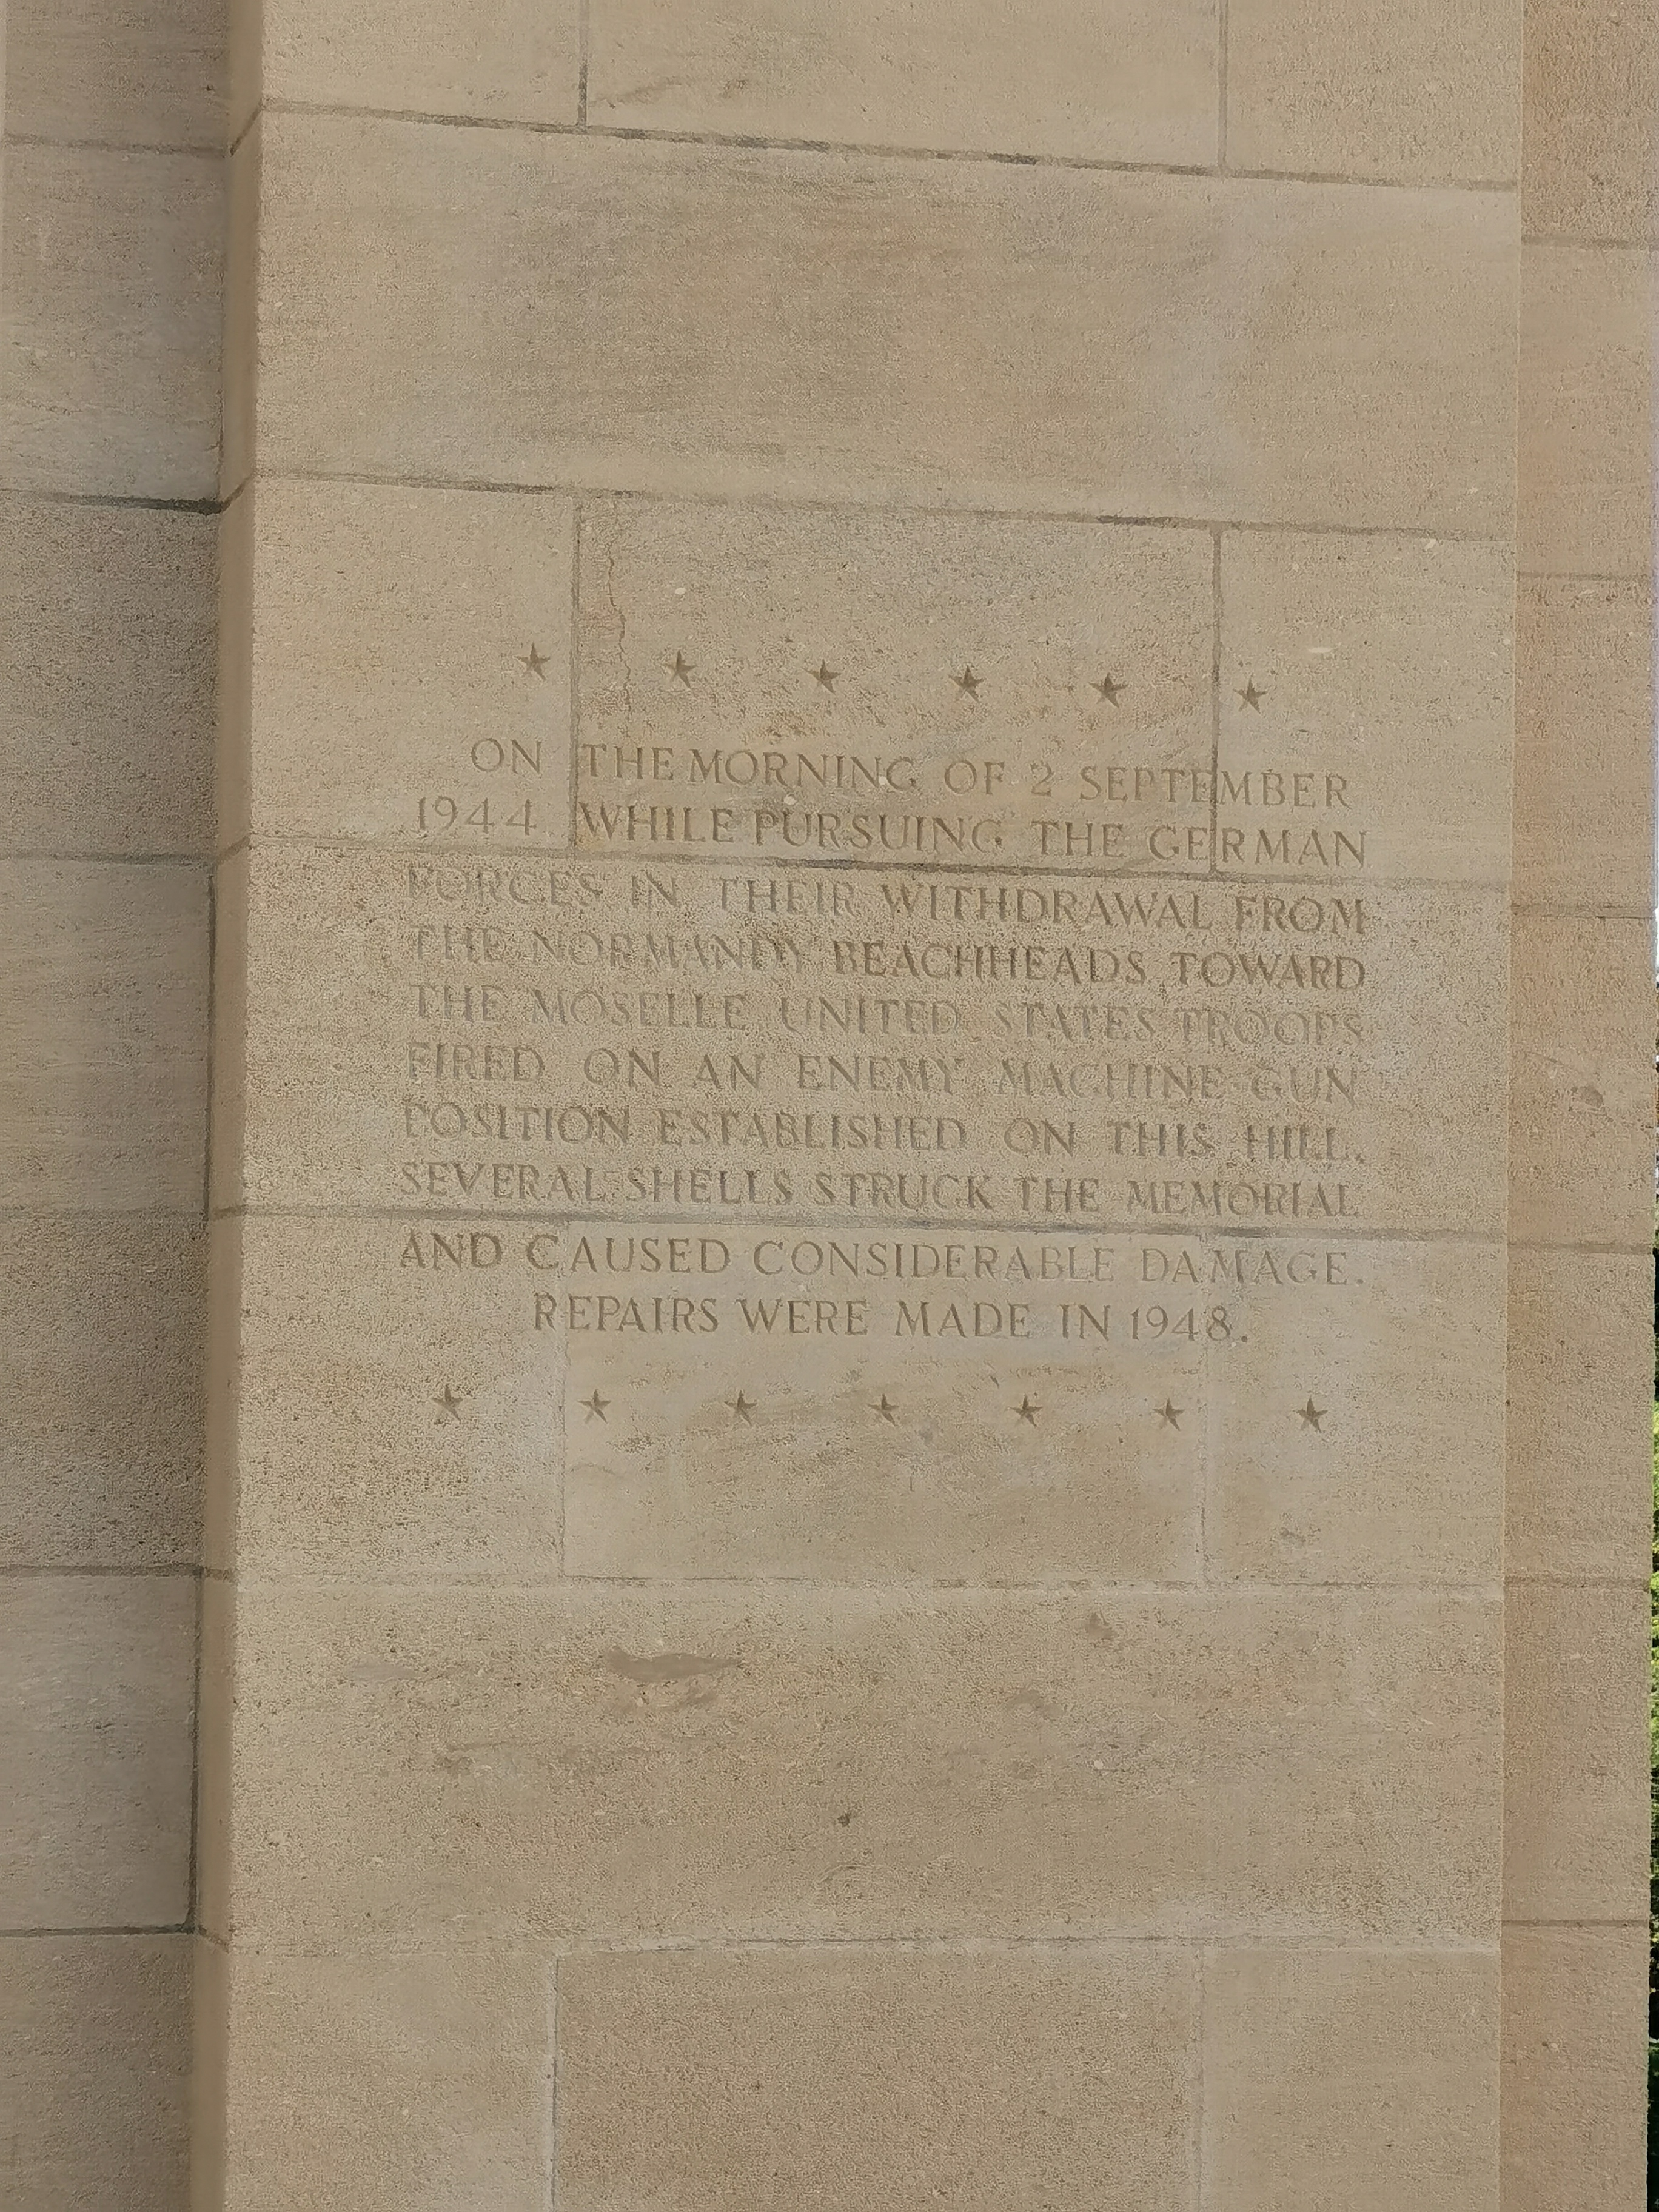 ON THE MORNING OF 2 SEPTEMBER
1944 WHILE PURSUING THE GERMAN
FORCES IN THEIR WITHDRAWAL FROM
THE NORMANDY BEACHHEADS TOWARD
THE MOSELLE UNITED STATES TROOPS
FIRED ON AN ENEMY MACHINE GUN
POSITION ESTABLISHED ON THIS HILL.
SEVERAL SHELLS STRUCK THE MEMORIAL
AND CAUSED CONSIDERABLE DAMAGE.
REPAIRS WERE MADE IN 1948.